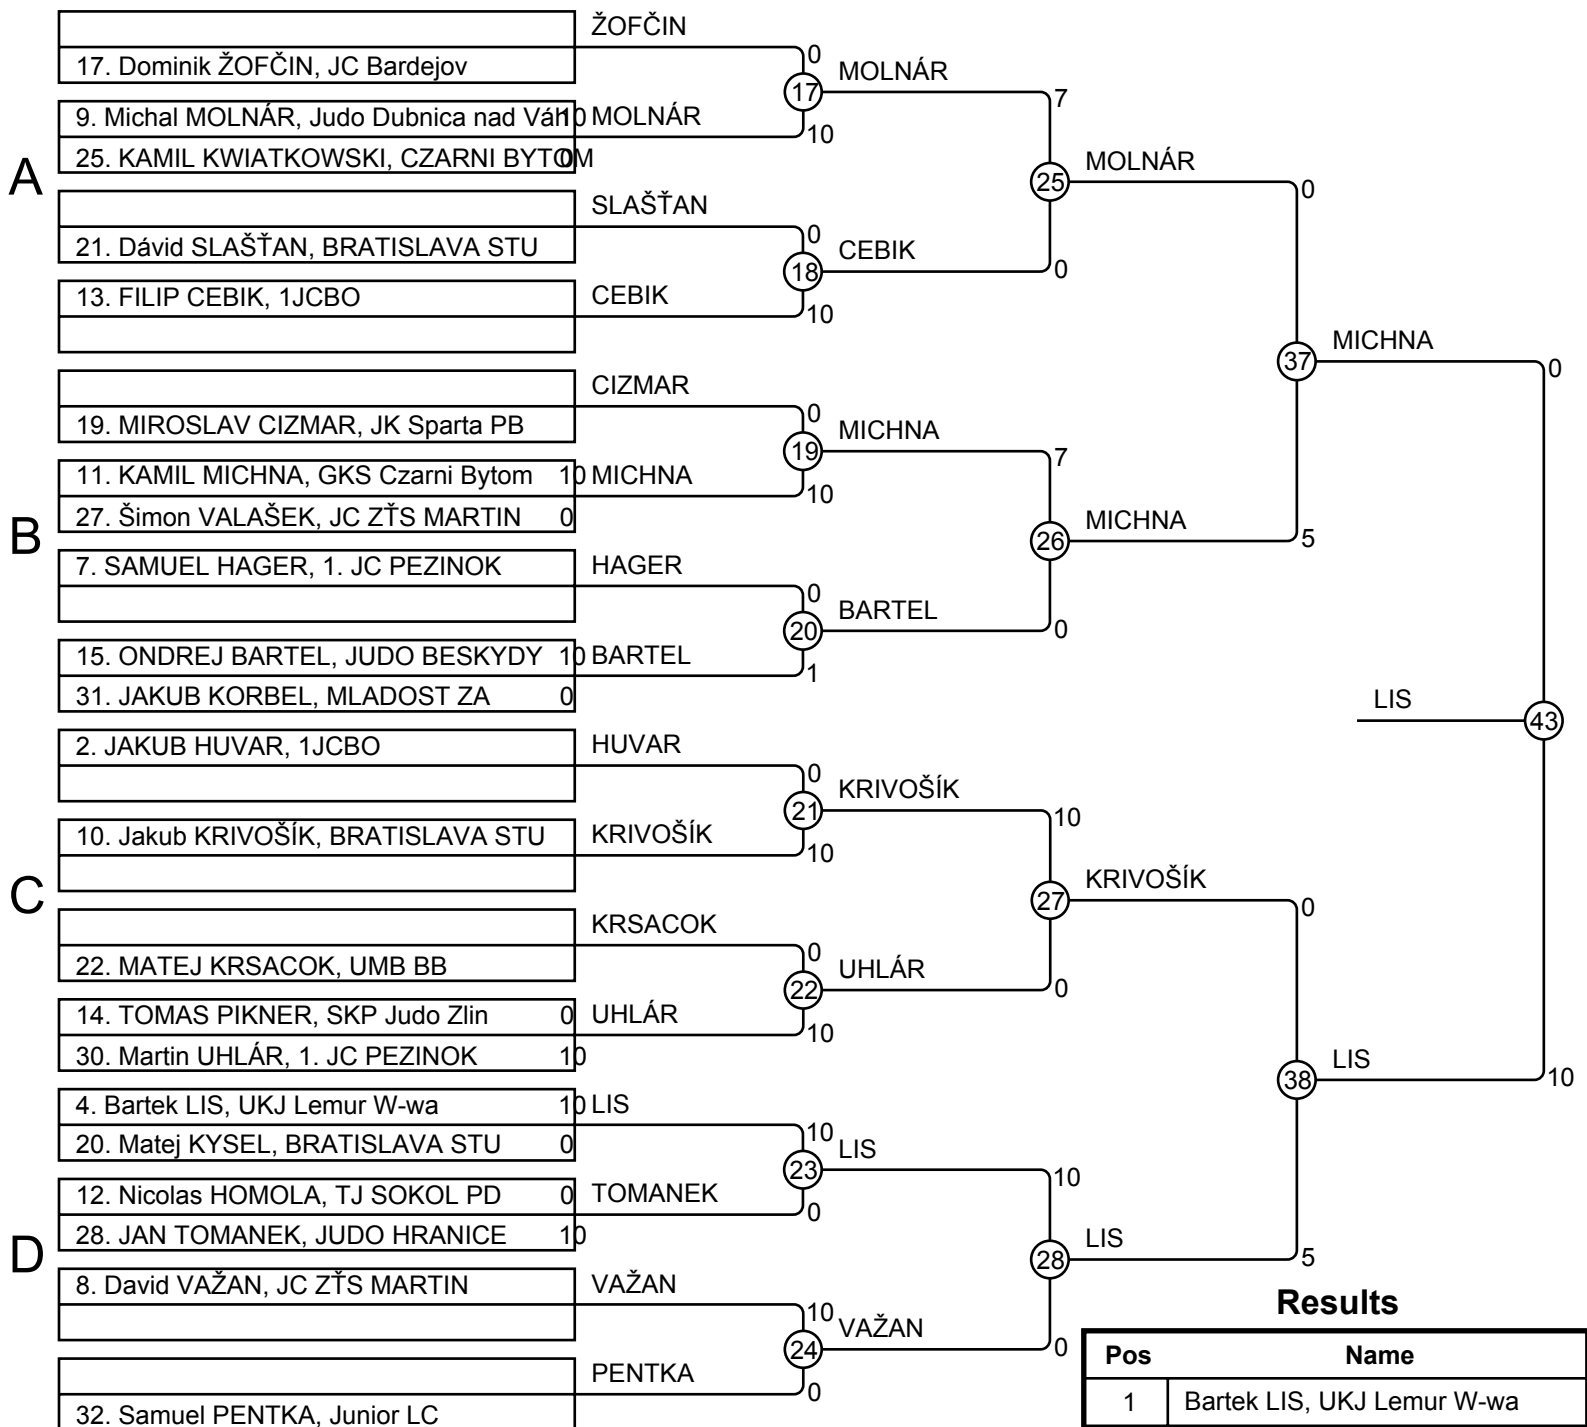 ŽOFČIN
17. Dominik ŽOFČIN, JC Bardejov
0
17
MOLNÁR
9. Michal MOLNÁR, Judo Dubnica nad Váh 10 MOLNÁR
10
7
25. KAMIL KWIATKOWSKI, CZARNI BYTOM 0
A
25
MOLNÁR
0
SLAŠŤAN
21. Dávid SLAŠŤAN, BRATISLAVA STU
0
18
CEBIK
0
13. FILIP CEBIK, 1JCBO
CEBIK
10
37
MICHNA
0
CIZMAR
19. MIROSLAV CIZMAR, JK Sparta PB
0
19
MICHNA
7
11. KAMIL MICHNA, GKS Czarni Bytom 10 MICHNA
10
27. Šimon VALAŠEK, JC ZŤS MARTIN 0
B
26
MICHNA
5
7. SAMUEL HAGER, 1. JC PEZINOK
HAGER
0
20
BARTEL
0
15. ONDREJ BARTEL, JUDO BESKYDY 10 BARTEL
1
31. JAKUB KORBEL, MLADOST ZA 0
LIS
43
2. JAKUB HUVAR, 1JCBO
HUVAR
0
21
KRIVOŠÍK
10
10. Jakub KRIVOŠÍK, BRATISLAVA STU
KRIVOŠÍK
10
C
27
KRIVOŠÍK
0
KRSACOK
22. MATEJ KRSACOK, UMB BB
0
22
UHLÁR
0
14. TOMAS PIKNER, SKP Judo Zlin 0 UHLÁR
10
30. Martin UHLÁR, 1. JC PEZINOK 10
38
LIS
10
4. Bartek LIS, UKJ Lemur W-wa 10 LIS
10
20. Matej KYSEL, BRATISLAVA STU 0
23
LIS
10
12. Nicolas HOMOLA, TJ SOKOL PD 0 TOMANEK
0
28. JAN TOMANEK, JUDO HRANICE 10
D
28
LIS
5
8. David VAŽAN, JC ZŤS MARTIN
VAŽAN
10
24
VAŽAN
0
PENTKA
0
32. Samuel PENTKA, Junior LC
Results
Pos Name
1 Bartek LIS, UKJ Lemur W-wa